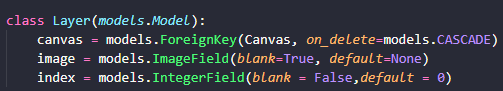 class Layer(models.Model):
    canvas = models.ForeignKey(Canvas, on_delete=models.CASCADE)
    image = models.ImageField(blank=True, default=None)
    index = models.IntegerField(blank = False,default = 0)